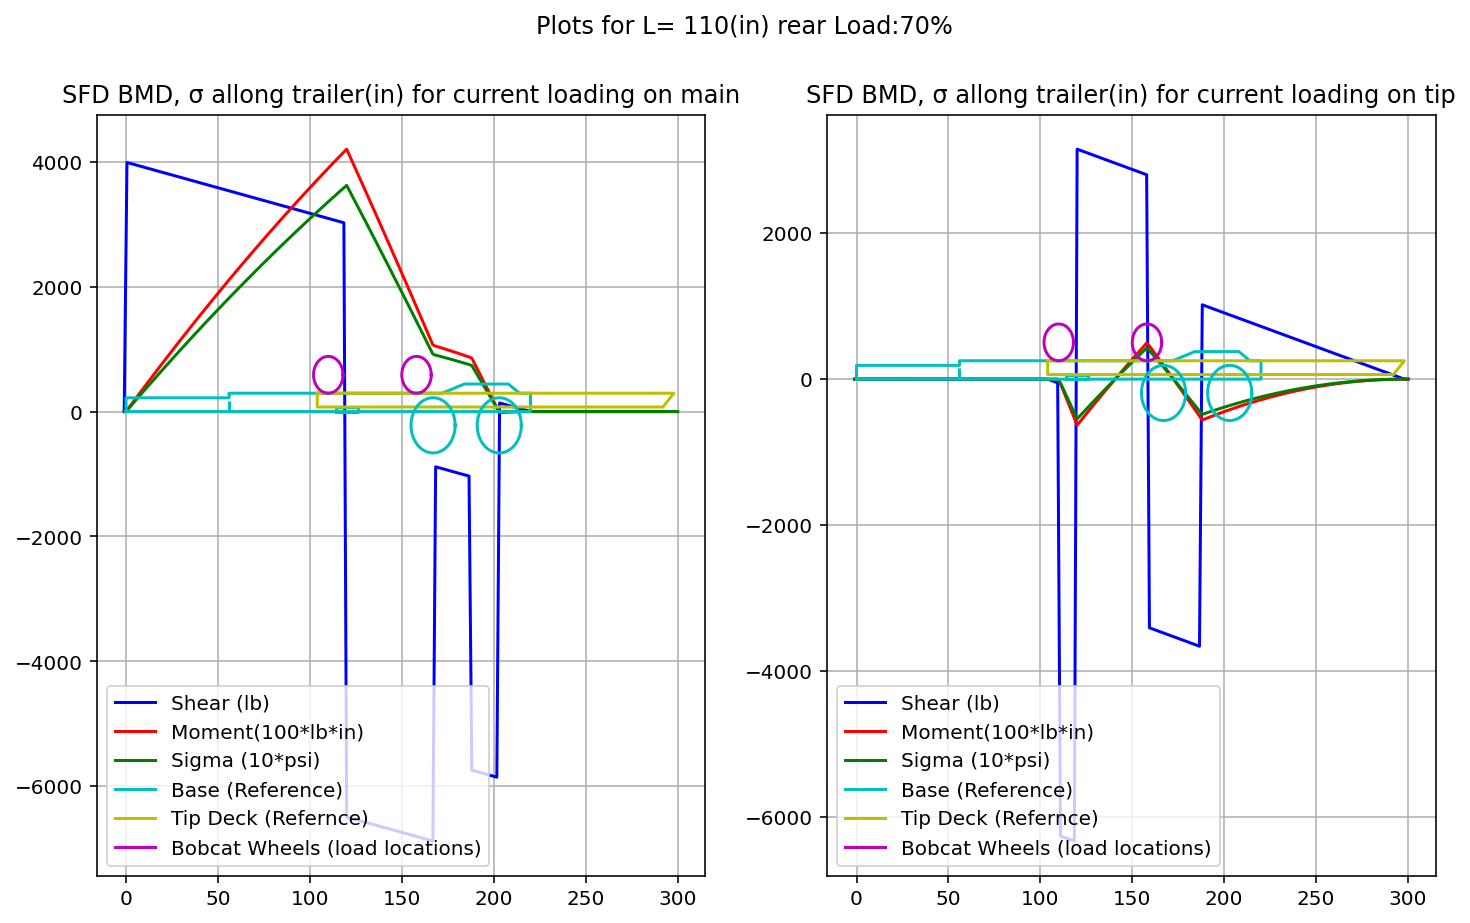 Plots for L= 110(in) rear Load:70%
SFD BMD, σ allong trailer(in) for current loading on main
4000
2000
0
−2000
−4000
−6000
Shear (lb)
Moment(100*lb*in)
Sigma (10*psi)
Base (Reference)
Tip Deck (Refernce)
Bobcat Wheels (load locations)
0 50 100 150 200 250 300
SFD BMD, σ allong trailer(in) for current loading on tip
2000
0
−2000
−4000
−6000
Shear (lb)
Moment(100*lb*in)
Sigma (10*psi)
Base (Reference)
Tip Deck (Refernce)
Bobcat Wheels (load locations)
0 50 100 150 200 250 300